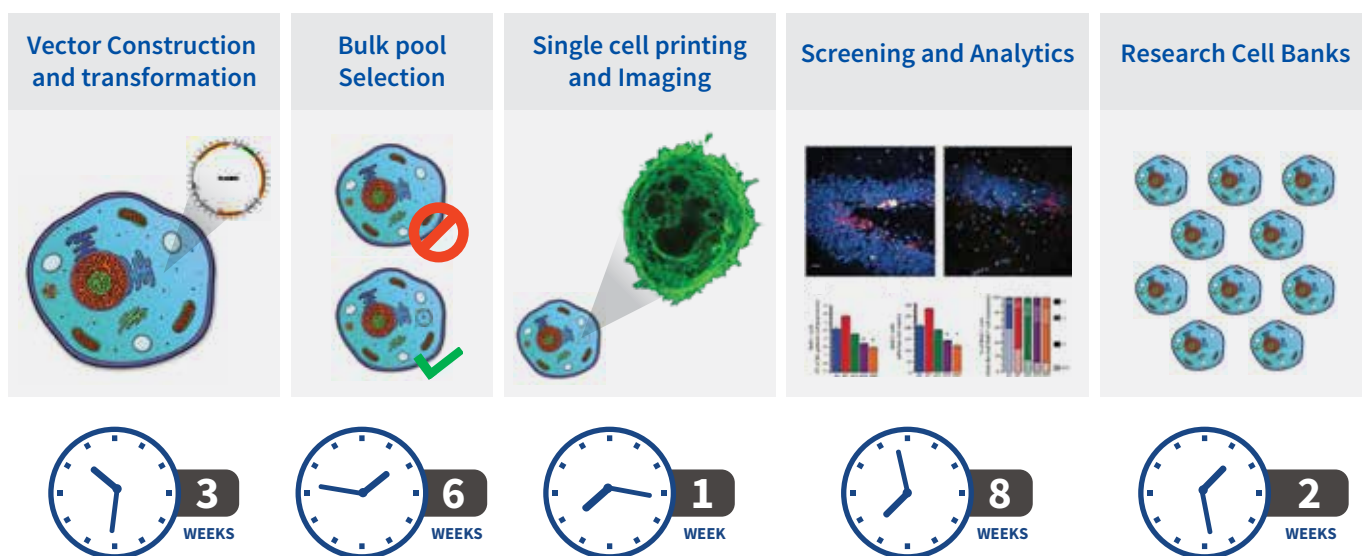 Vector Construction
and transformation
Bulk pool
Selection
Single cell printing
and Imaging
Screening and Analytics
Research Cell Banks
3
WEEKS
6
WEEKS
1
WEEK
8
WEEKS
2
WEEKS